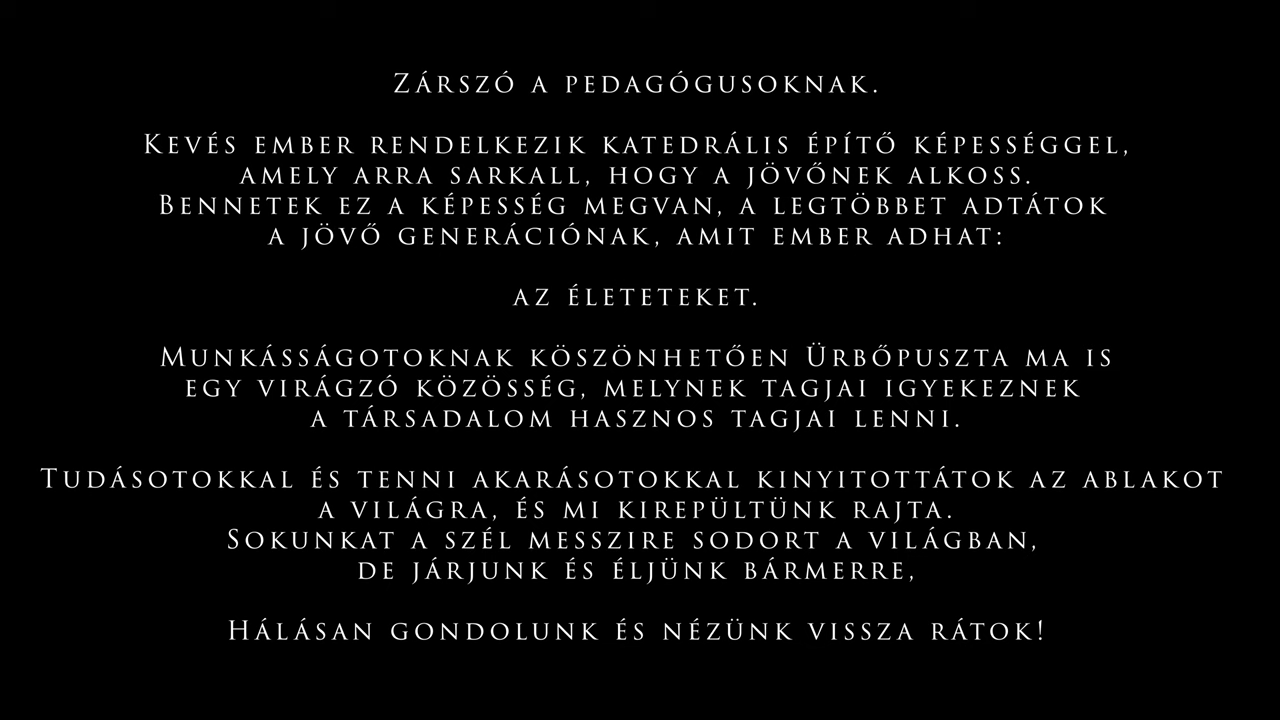 Zárszó a pedagógusoknak.
Kevés ember rendelkezik katedrális építő képességgel,
amely arra sarkall, hogy a jövőnek alkoss.
Bennetek ez a képesség megvan, a legtöbbet adtátok
a jövő generációnak, amit ember adhat:
az életeteket.
Munkásságotoknak köszönhetően Ürbőpuszta ma is
egy virágzó közösség, melynek tagjai igyekeznek
a társadalom hasznos tagjai lenni.
Tudásotokkal és tenni akarásotokkal kinyitottátok az ablakot
a világra, és mi kirepültünk rajta.
Sokunkat a szél messzire sodort a világban,
de járjunk és éljünk bármerre,
Hálásan gondolunk és nézünk vissza rátok!